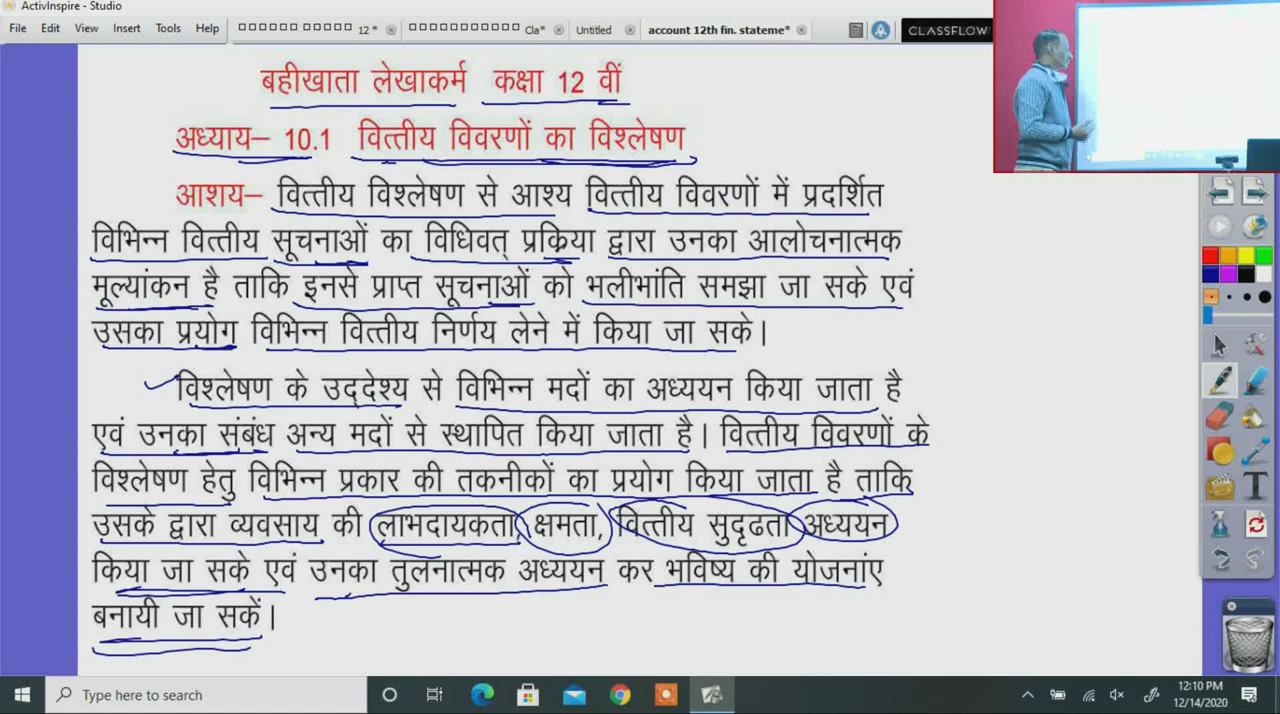 ActivInspire - Studio
File Edit View Insert Tools Help
12 * Cla* Untitled account 12th fin. stateme* CLASSFLOW
बहीखाता लेखाकर्म कक्षा 12 वीं
अध्याय– 10.1 वित्तीय विवरणों का विश्लेषण
आशय– वित्तीय विश्लेषण से आश्य वित्तीय विवरणों में प्रदर्शित
विभिन्न वित्तीय सूचनाओं का विधिवत् प्रक्रिया द्वारा उनका आलोचनात्मक
मूल्यांकन है ताकि इनसे प्राप्त सूचनाओं को भलीभांति समझा जा सके एवं
उसका प्रयोग विभिन्न वित्तीय निर्णय लेने में किया जा सके।
विश्लेषण के उद्देश्य से विभिन्न मदों का अध्ययन किया जाता है
एवं उनका संबंध अन्य मदों से स्थापित किया जाता है। वित्तीय विवरणों के
विश्लेषण हेतु विभिन्न प्रकार की तकनीकों का प्रयोग किया जाता है ताकि
उसके द्वारा व्यवसाय की लाभदायकता, क्षमता, वित्तीय सुदृढता अध्ययन
किया जा सके एवं उनका तुलनात्मक अध्ययन कर भविष्य की योजनांए
बनायी जा सकें।
Type here to search
12:10 PM
12/14/2020